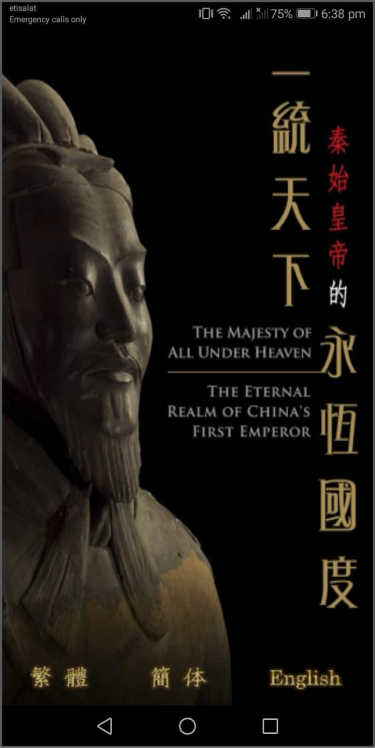 etisalat
Emergency calls only
75% 6:38 pm
一統天下
秦始皇帝的
永恆國度
THE MAJESTY OF
ALL UNDER HEAVEN
THE ETERNAL
REALM OF CHINA'S
FIRST EMPEROR
繁體 簡体 English